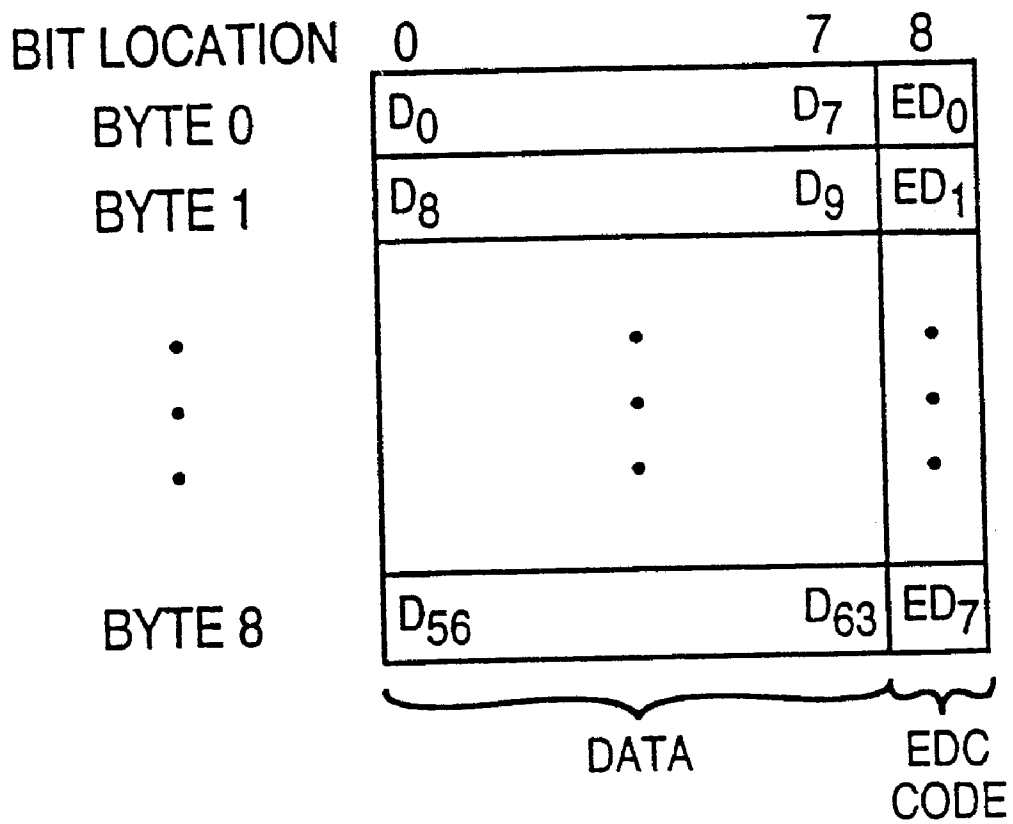 BIT LOCATION 0 7 8
BYTE 0 D0 D7 ED0
BYTE 1 D8 D9 ED1
BYTE 8 D56 D63 ED7
DATA EDC
CODE